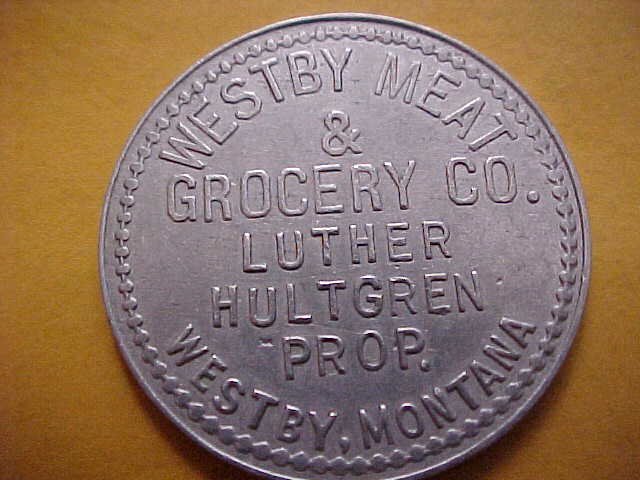 WESTBY MEAT
&
GROCERY CO.
LUTHER
HULTGREN
PROP.
WESTBY, MONTANA